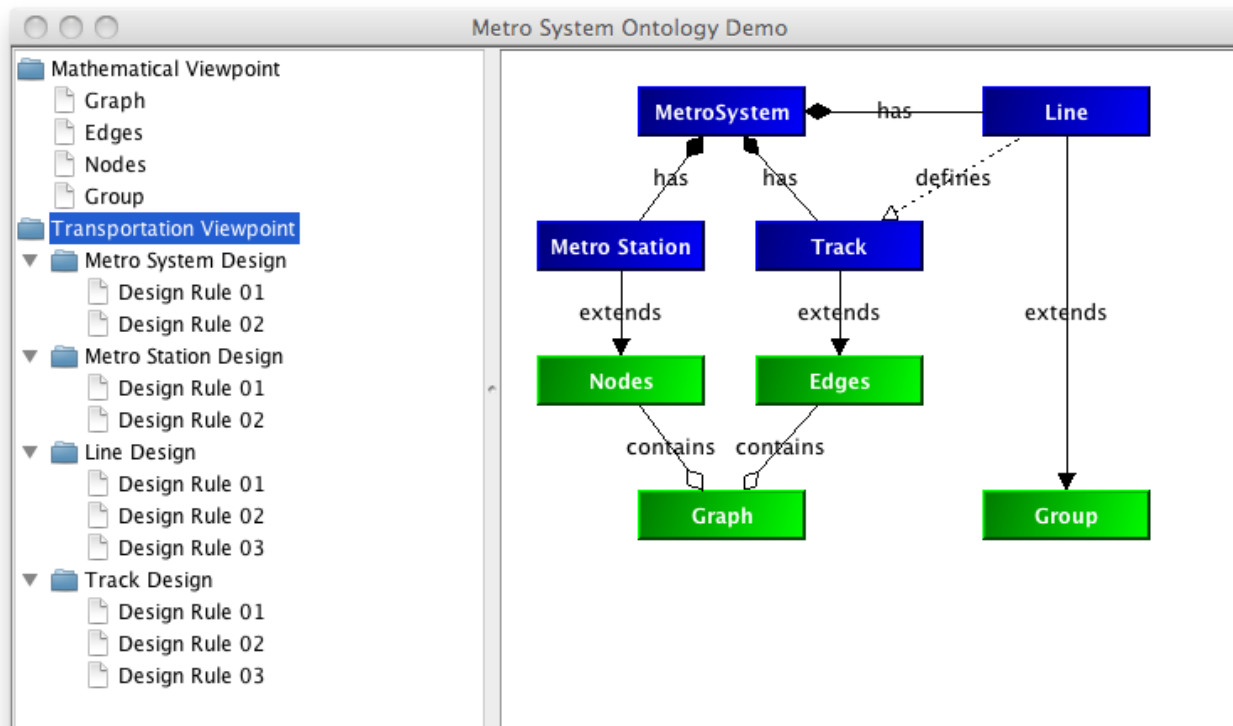 Metro System Ontology Demo
Mathematical Viewpoint
Graph
Edges
Nodes
Group
Transportation Viewpoint
Metro System Design
Design Rule 01
Design Rule 02
Metro Station Design
Design Rule 01
Design Rule 02
Line Design
Design Rule 01
Design Rule 02
Design Rule 03
Track Design
Design Rule 01
Design Rule 02
Design Rule 03
MetroSystem
has
Line
has
has
defines
Metro Station
Track
extends
extends
extends
Nodes
Edges
contains
contains
Graph
Group